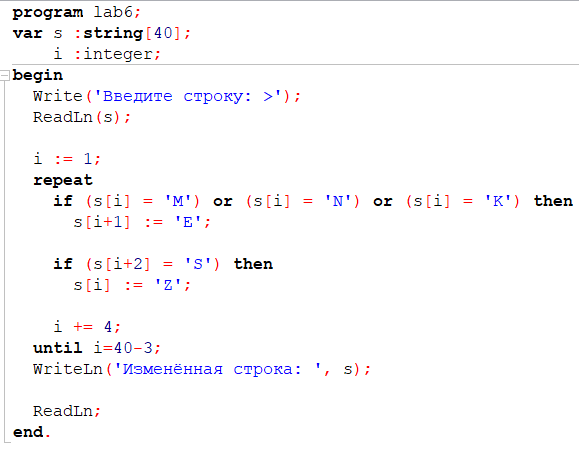 program lab6;
var s :string[40];
i :integer;
begin
Write('Введите строку: >');
ReadLn(s);
i := 1;
repeat
if (s[i] = 'M') or (s[i] = 'N') or (s[i] = 'K') then
s[i+1] := 'E';
if (s[i+2] = 'S') then
s[i] := 'Z';
i += 4;
until i=40-3;
WriteLn('Изменённая строка: ', s);
ReadLn;
end.